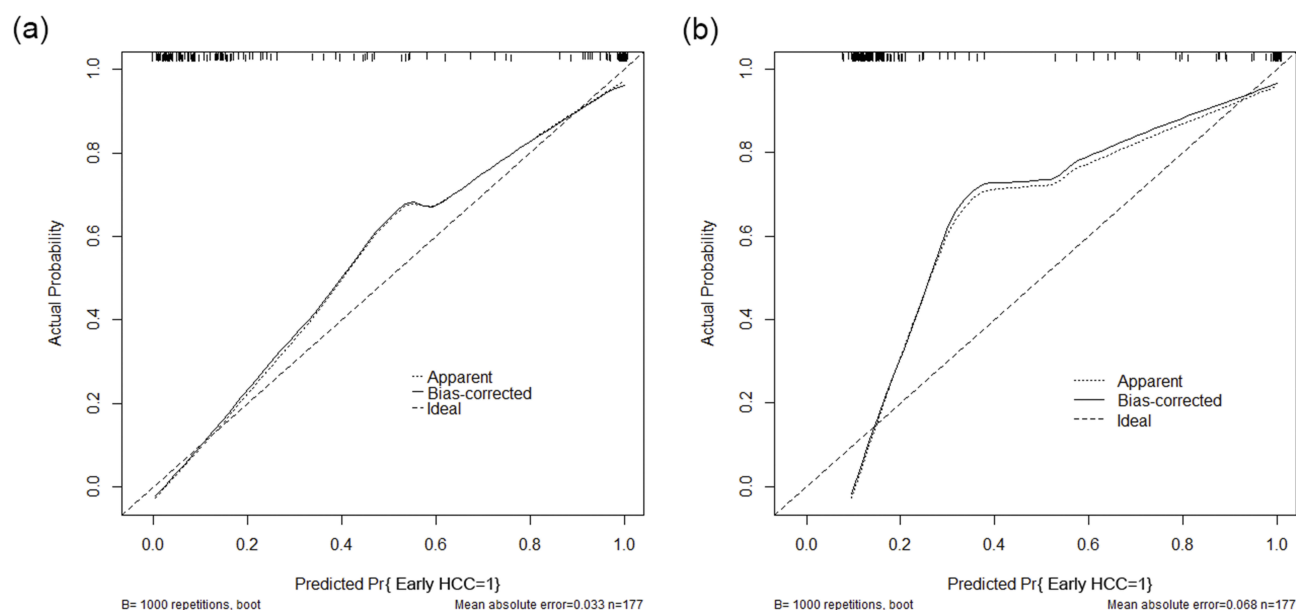 (a)
1.0
0.8
0.6
0.4
0.2
0.0
Actual Probability
Apparent
Bias-corrected
Ideal
0.0 0.2 0.4 0.6 0.8 1.0
Predicted Pr{ Early HCC=1}
B= 1000 repetitions, boot Mean absolute error=0.033 n=177
(b)
1.0
0.8
0.6
0.4
0.2
0.0
Actual Probability
Apparent
Bias-corrected
Ideal
0.0 0.2 0.4 0.6 0.8 1.0
Predicted Pr{ Early HCC=1}
B= 1000 repetitions, boot Mean absolute error=0.068 n=177